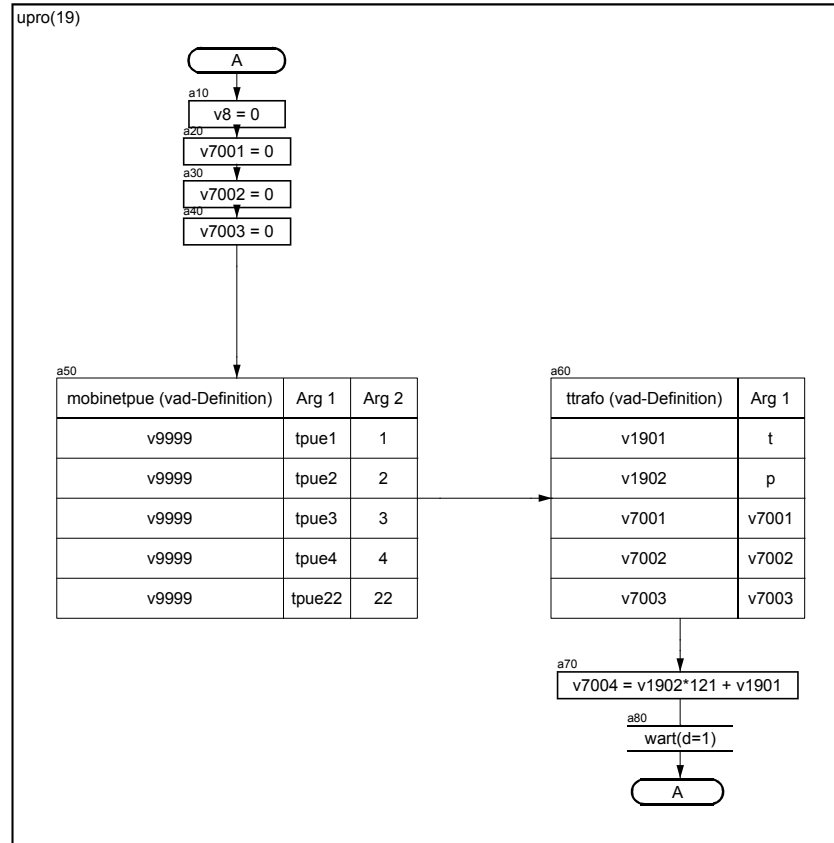 upro(19)
A
a10
v8 = 0
a20
v7001 = 0
a30
v7002 = 0
a40
v7003 = 0
a50
mobinetpue (vad-Definition) Arg 1 Arg 2
v9999 tpue1 1
v9999 tpue2 2
v9999 tpue3 3
v9999 tpue4 4
v9999 tpue22 22
a60
ttrafo (vad-Definition) Arg 1
v1901 t
v1902 p
v7001 v7001
v7002 v7002
v7003 v7003
a70
v7004 = v1902*121 + v1901
a80
wart(d=1)
A